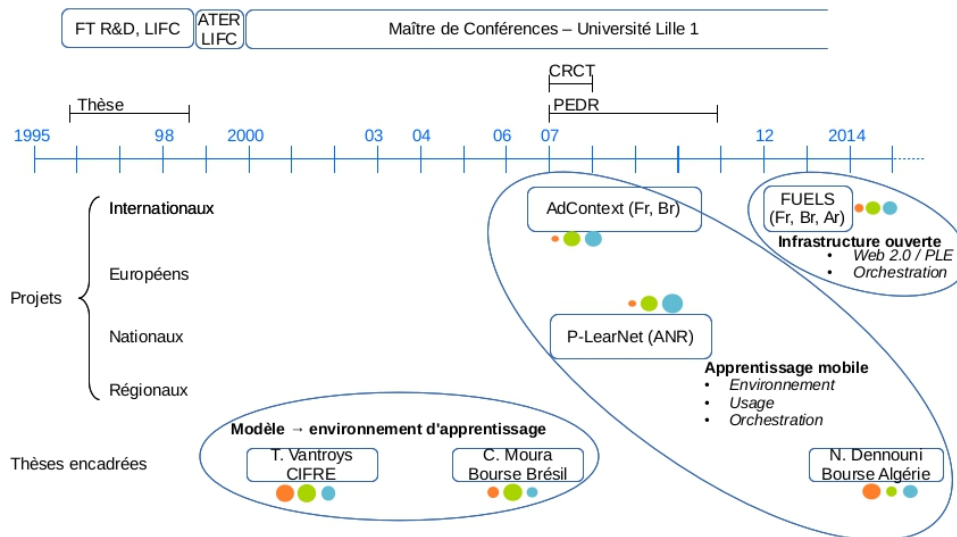 FT R&D, LIFC
ATER
LIFC
Maître de Conférences – Université Lille 1
CRCT
Thèse
PEDR
1995 98 2000 03 04 06 07 12 2014
Projets
Internationaux
Européens
Nationaux
Régionaux
AdContext (Fr, Br)
FUELS
(Fr, Br, Ar)
Infrastructure ouverte
• Web 2.0 / PLE
• Orchestration
P-LearNet (ANR)
Apprentissage mobile
• Environnement
• Usage
• Orchestration
Modèle → environnement d'apprentissage
Thèses encadrées
T. Vantroys
CIFRE
C. Moura
Bourse Brésil
N. Dennouni
Bourse Algérie